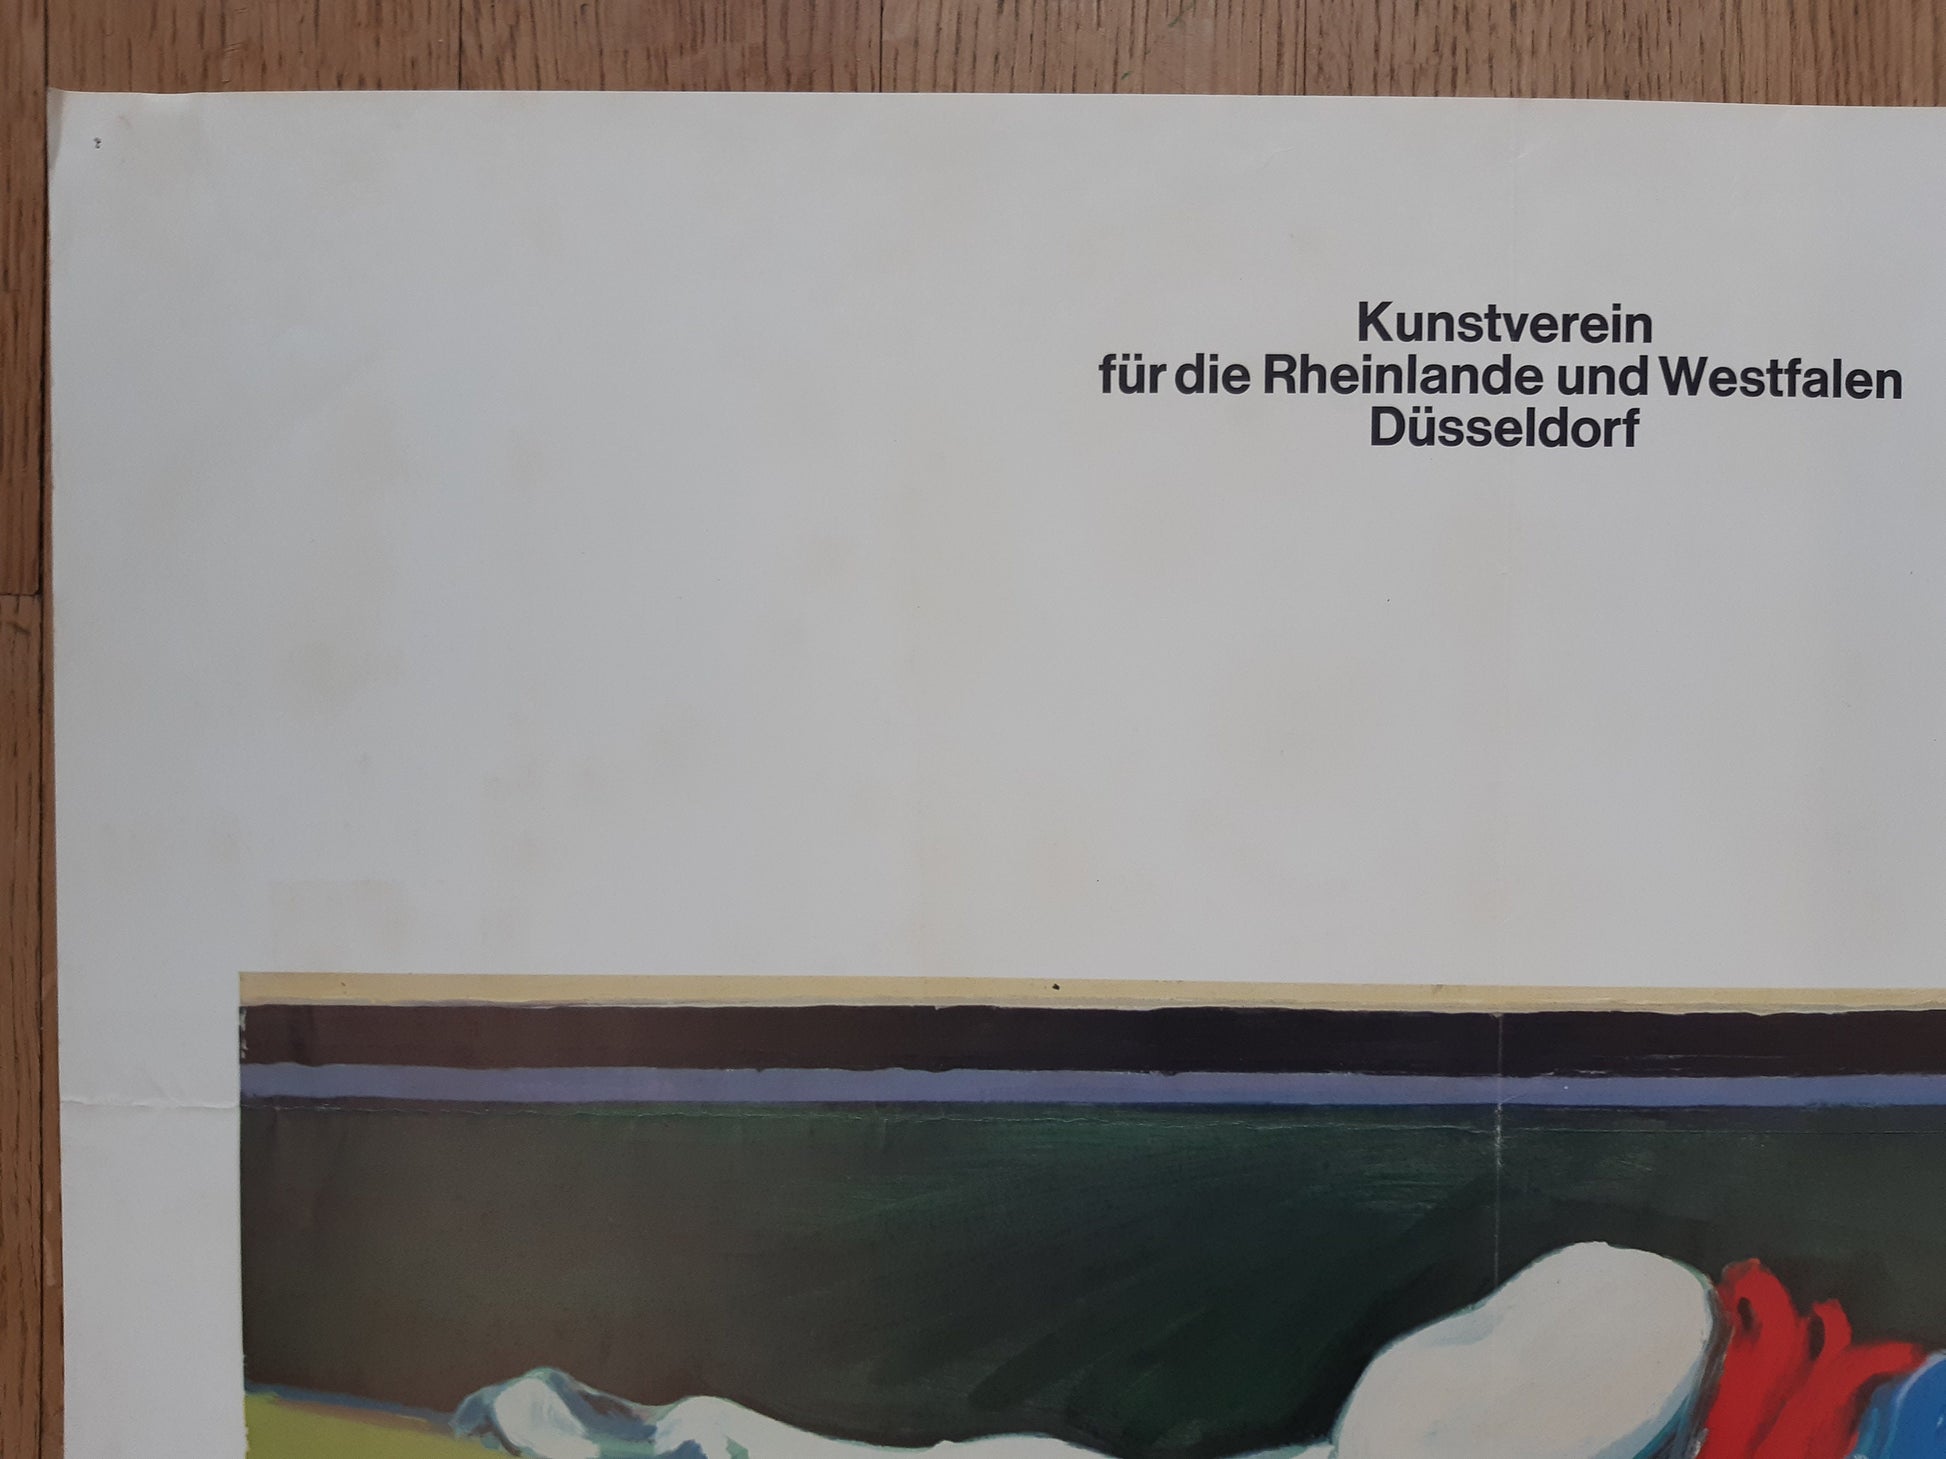 Kunstverein
für die Rheinlande und Westfalen
Düsseldorf